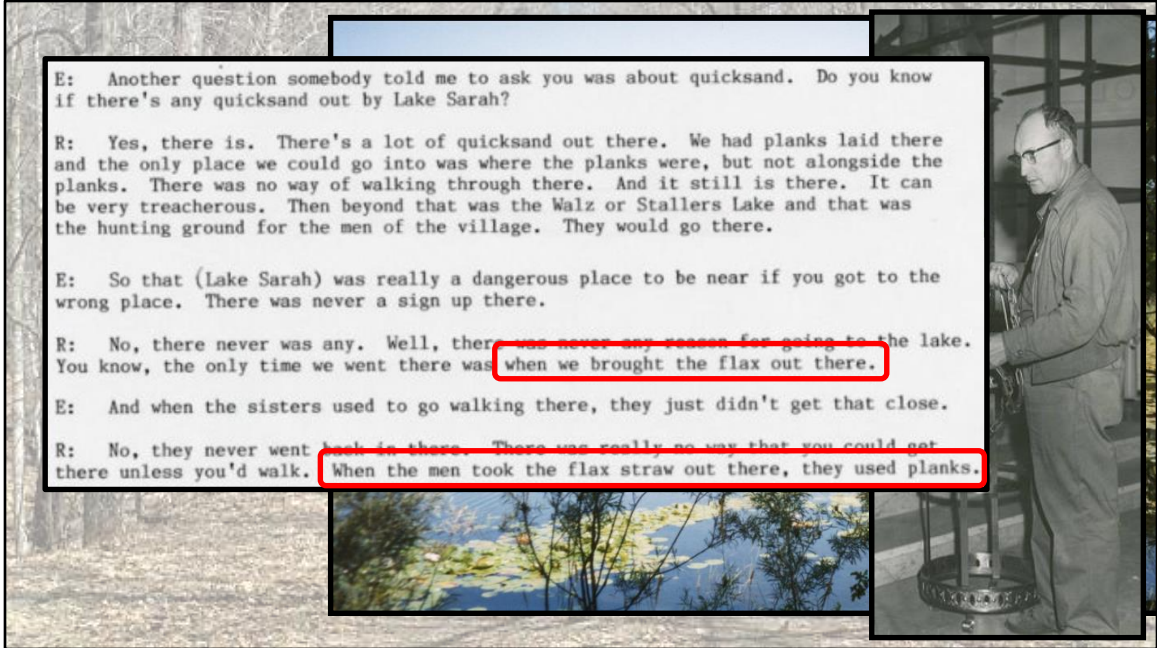 E: Another question somebody told me to ask you was about quicksand. Do you know
if there's any quicksand out by Lake Sarah?
R: Yes, there is. There's a lot of quicksand out there. We had planks laid there
and the only place we could go into was where the planks were, but not alongside the
planks. There was no way of walking through there. And it still is there. It can
be very treacherous. Then beyond that was the Walz or Stallers Lake and that was
the hunting ground for the men of the village. They would go there.
E: So that (Lake Sarah) was really a dangerous place to be near if you got to the
wrong place. There was never a sign up there.
R: No, there never was any. Well, there was never any reason for going to the lake.
You know, the only time we went there was when we brought the flax out there.
E: And when the sisters used to go walking there, they just didn't get that close.
R: No, they never went back in there. There was really no way that you could get
there unless you'd walk. When the men took the flax straw out there, they used planks.